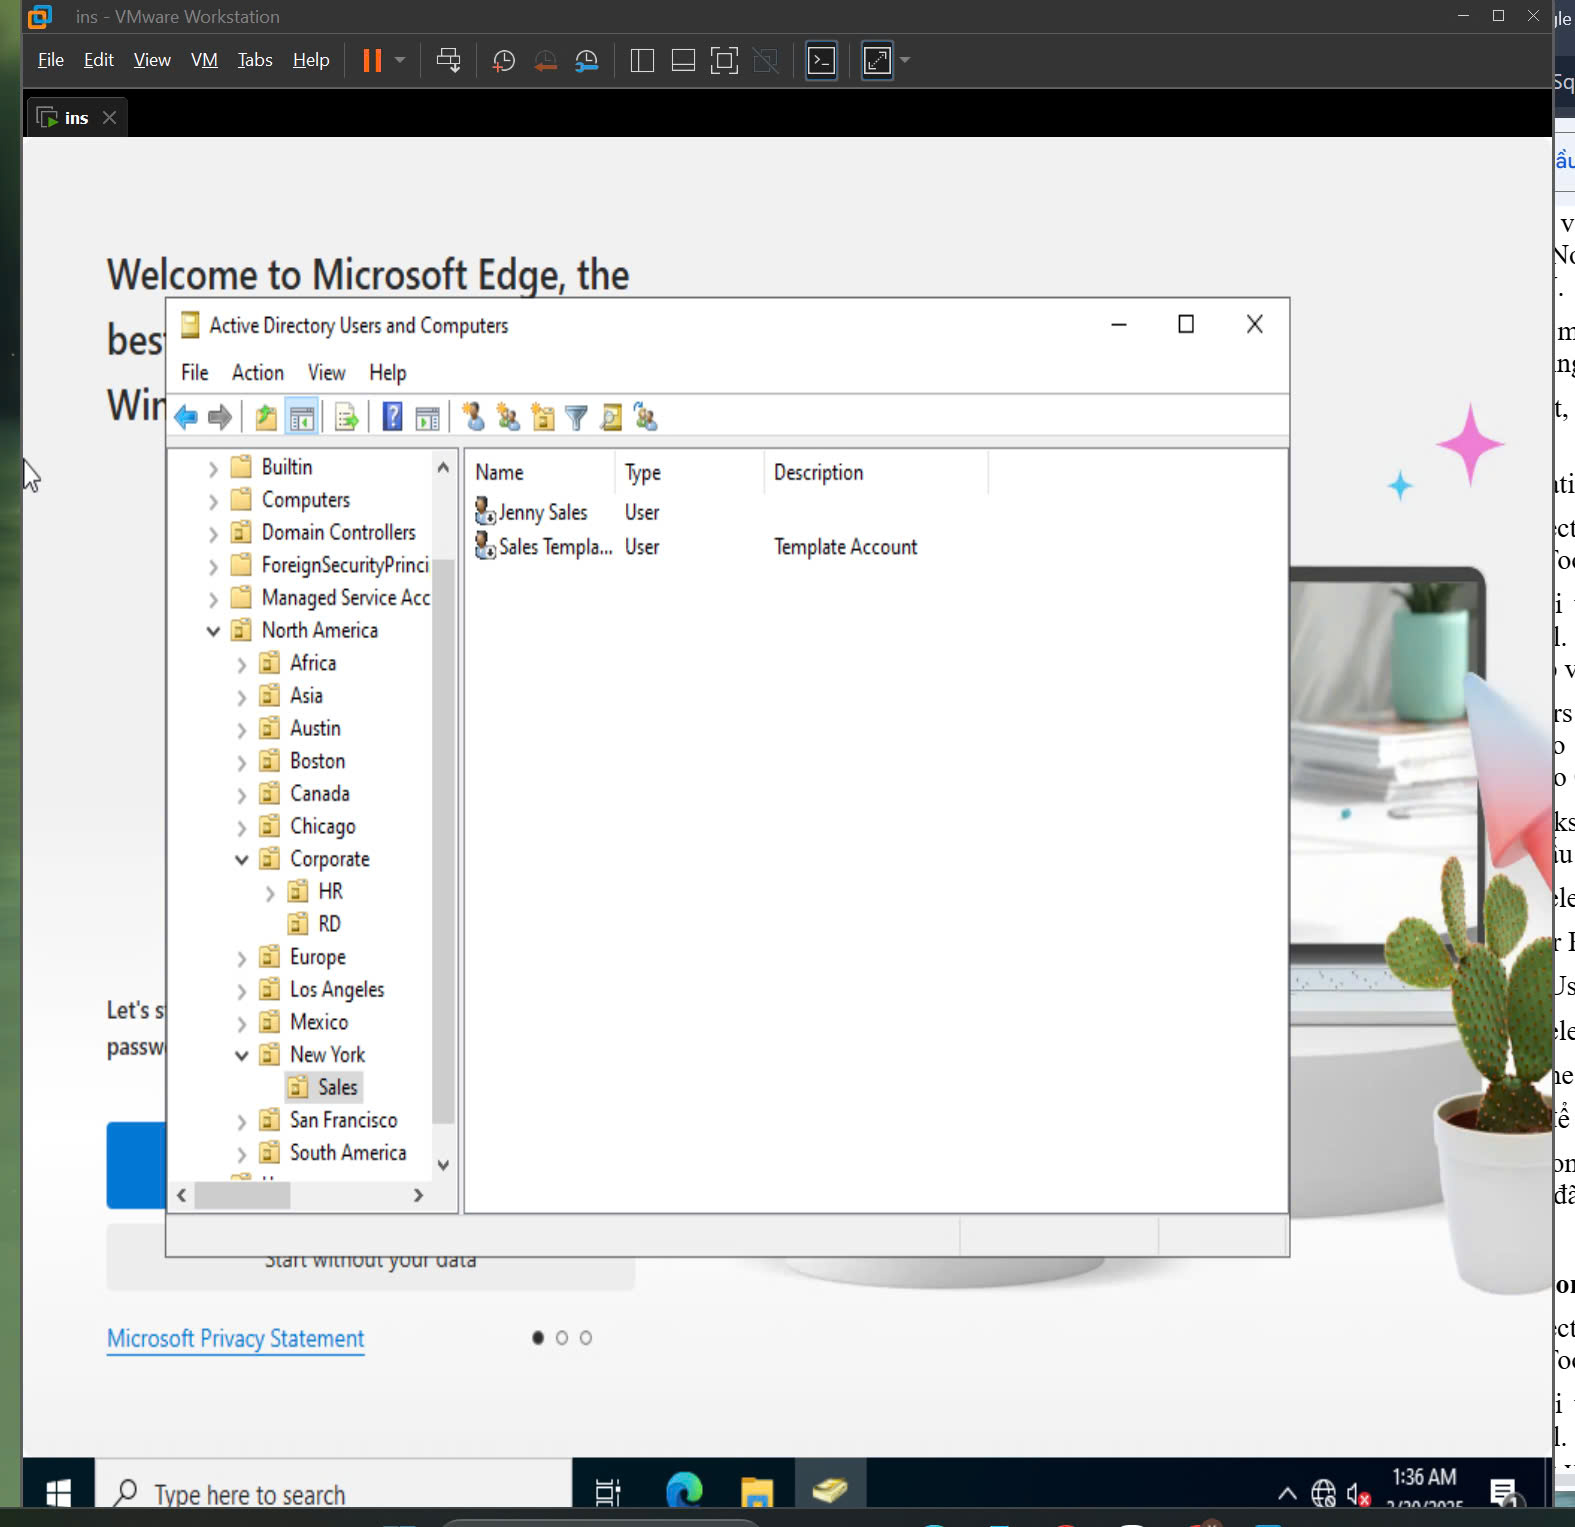 ins - VMware Workstation
File Edit View VM Tabs Help
ins
Welcome to Microsoft Edge, the
Active Directory Users and Computers
File Action View Help
Builtin
Computers
Domain Controllers
ForeignSecurityPrinci
Managed Service Acc
North America
Africa
Asia
Austin
Boston
Canada
Chicago
Corporate
HR
RD
Europe
Los Angeles
Mexico
New York
Sales
San Francisco
South America
Name Type Description
Jenny Sales User
Sales Templa... User Template Account
Let's s
passw
Start without your data
Microsoft Privacy Statement
Type here to search
1:36 AM